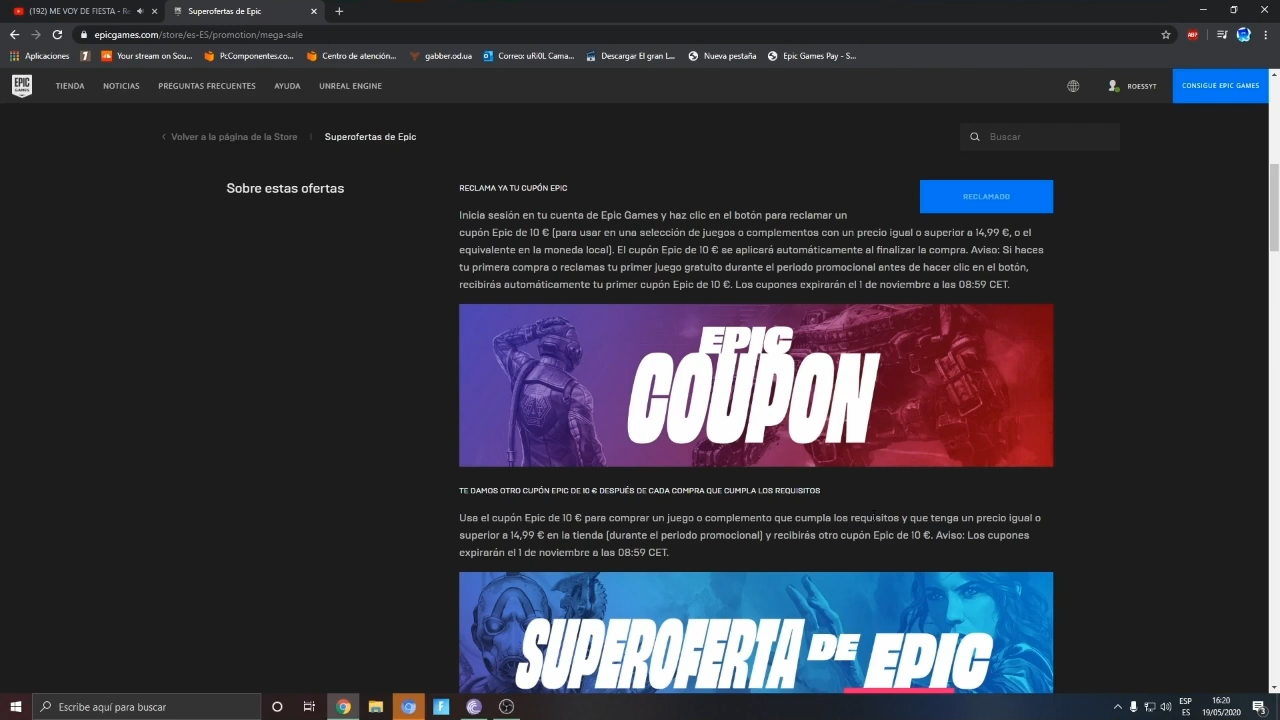 (192) ME VOY DE FIESTA - Ro
Superofertas de Epic
epicgames.com/store/es-ES/promotion/mega-sale
Aplicaciones
Your stream on Sou...
PcComponentes.co...
Centro de atención...
gabber.od.ua
Correo: uRi0L Cama...
Descargar El gran L...
Nueva pestaña
Epic Games Pay - S...
EPIC GAMES
TIENDA
NOTICIAS
PREGUNTAS FRECUENTES
AYUDA
UNREAL ENGINE
ROESSYT
CONSIGUE EPIC GAMES
Volver a la página de la Store
Superofertas de Epic
Buscar
Sobre estas ofertas
RECLAMA YA TU CUPÓN EPIC
RECLAMADO
Inicia sesión en tu cuenta de Epic Games y haz clic en el botón para reclamar un
cupón Epic de 10 € (para usar en una selección de juegos o complementos con un precio igual o superior a 14,99 €, o el
equivalente en la moneda local). El cupón Epic de 10 € se aplicará automáticamente al finalizar la compra. Aviso: Si haces
tu primera compra o reclamas tu primer juego gratuito durante el periodo promocional antes de hacer clic en el botón,
recibirás automáticamente tu primer cupón Epic de 10 €. Los cupones expirarán el 1 de noviembre a las 08:59 CET.
EPIC
COUPON
TE DAMOS OTRO CUPÓN EPIC DE 10 € DESPUÉS DE CADA COMPRA QUE CUMPLA LOS REQUISITOS
Usa el cupón Epic de 10 € para comprar un juego o complemento que cumpla los requisitos y que tenga un precio igual o
superior a 14,99 € en la tienda (durante el periodo promocional) y recibirás otro cupón Epic de 10 €. Aviso: Los cupones
expirarán el 1 de noviembre a las 08:59 CET.
SUPEROFERTA DE EPIC
Escribe aquí para buscar
ESP
ES
16:20
19/05/2020